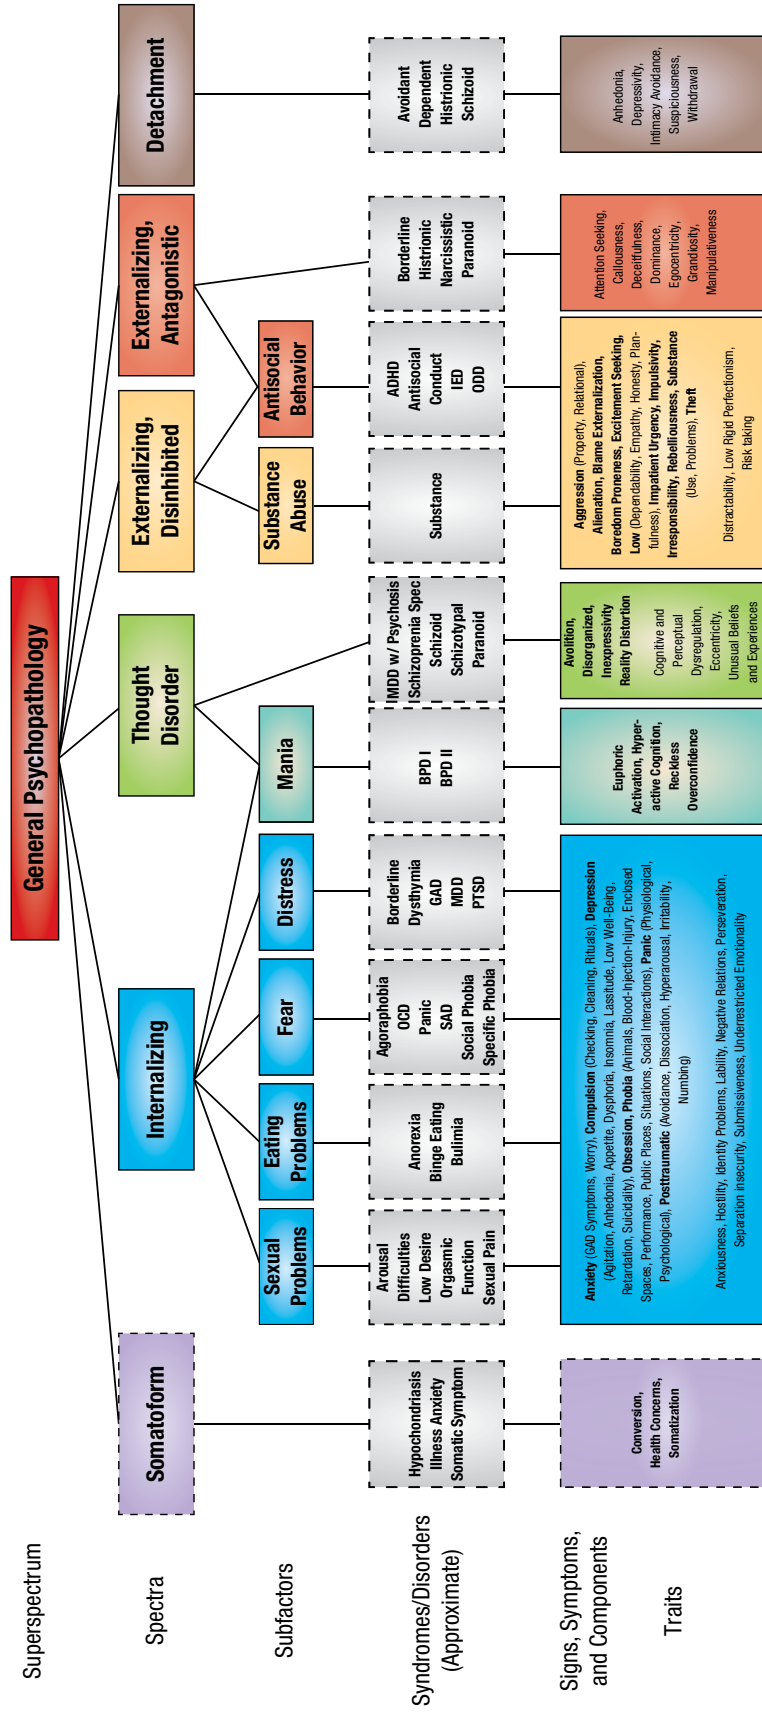 Superspectrum
General Psychopathology
Spectra
Somatoform
Internalizing
Thought
Disorder
Externalizing,
Disinhibited
Externalizing,
Antagonistic
Detachment
Subfactors
Sexual
Problems
Eating
Problems
Fear
Distress
Mania
Substance
Abuse
Antisocial
Behavior
Syndromes/Disorders
(Approximate)
Hypochondriasis
Illness Anxiety
Somatic Symptom
Arousal
Difficulties
Low Desire
Orgasmic
Function
Sexual Pain
Anorexia
Binge Eating
Bulimia
Agoraphobia
OCD
Panic
SAD
Social Phobia
Specific Phobia
Borderline
Dysthymia
GAD
MDD
PTSD
BPD I
BPD II
MDD w/ Psychosis
Schizoprenia Spec
Schizoid
Schizotypal
Paranoid
Substance
ADHD
Antisocial
Conduct
IED
ODD
Borderline
Histrionic
Narcissistic
Paranoid
Avoidant
Dependent
Histrionic
Schizoid
Signs, Symptoms,
and Components
Traits
Conversion,
Health Concerns,
Somatization
Anxiety (GAD Symptoms, Worry), Compulsion (Checking, Cleaning, Rituals), Depression
(Agitation, Anhedonia, Appetite, Dysphoria, Insomnia, Lassitude, Low Well-Being,
Retardation, Suicidality), Obsession, Phobia (Animals, Blood-Injection-Injury, Enclosed
Spaces, Performance, Public Places, Situations, Social Interactions), Panic (Physiological,
Psychological), Posttraumatic (Avoidance, Dissociation, Hyperarousal, Irritability,
Numbing)
Anxiousness, Hostility, Identity Problems, Lability, Negative Relations, Perseveration,
Separation insecurity, Submissiveness, Underrestricted Emotionality
Euphoric
Activation, Hyper-
active Cognition,
Reckless
Overconfidence
Avolition,
Disorganized,
Inexpressivity
Reality Distortion
Cognitive and
Perceptual
Dysregulation,
Eccentricity,
Unusual Beliefs
and Experiences
Aggression (Property, Relational),
Alienation, Blame Externalization,
Boredom Proneness, Excitement Seeking,
Low (Dependability, Empathy, Honesty, Plan-
fulness), Impatient Urgency, Impulsivity,
Irresponsibility, Rebelliousness, Substance
(Use, Problems), Theft
Distractability, Low Rigid Perfectionism,
Risk taking
Attention Seeking,
Callousness,
Deceitfulness,
Dominance,
Egocentricity,
Grandiosity,
Manipulativeness
Anhedonia,
Depressivity,
Intimacy Avoidance,
Suspiciousness,
Withdrawal